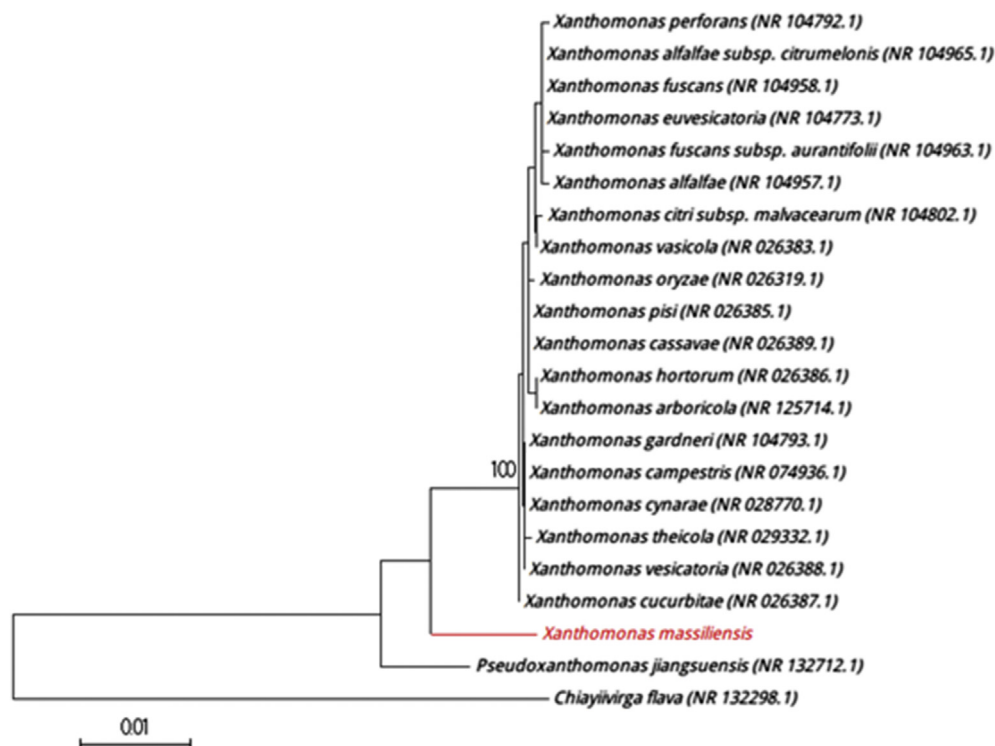 Xanthomonas perforans (NR 104792.1)
Xanthomonas alfalfae subsp. citrumelonis (NR 104965.1)
Xanthomonas fuscans (NR 104958.1)
Xanthomonas euvesicatoria (NR 104773.1)
Xanthomonas fuscans subsp. aurantifolii (NR 104963.1)
Xanthomonas alfalfae (NR 104957.1)
Xanthomonas citri subsp. malvacearum (NR 104802.1)
Xanthomonas vasicola (NR 026383.1)
Xanthomonas oryzae (NR 026319.1)
Xanthomonas pisi (NR 026385.1)
Xanthomonas cassavae (NR 026389.1)
Xanthomonas hortorum (NR 026386.1)
Xanthomonas arboricola (NR 125714.1)
Xanthomonas gardneri (NR 104793.1)
100
Xanthomonas campestris (NR 074936.1)
Xanthomonas cynarae (NR 028770.1)
Xanthomonas theicola (NR 029332.1)
Xanthomonas vesicatoria (NR 026388.1)
Xanthomonas cucurbitae (NR 026387.1)
Xanthomonas massiliensis
Pseudoxanthomonas jiangsuensis (NR 132712.1)
Chiayiivirga flava (NR 132298.1)
0.01